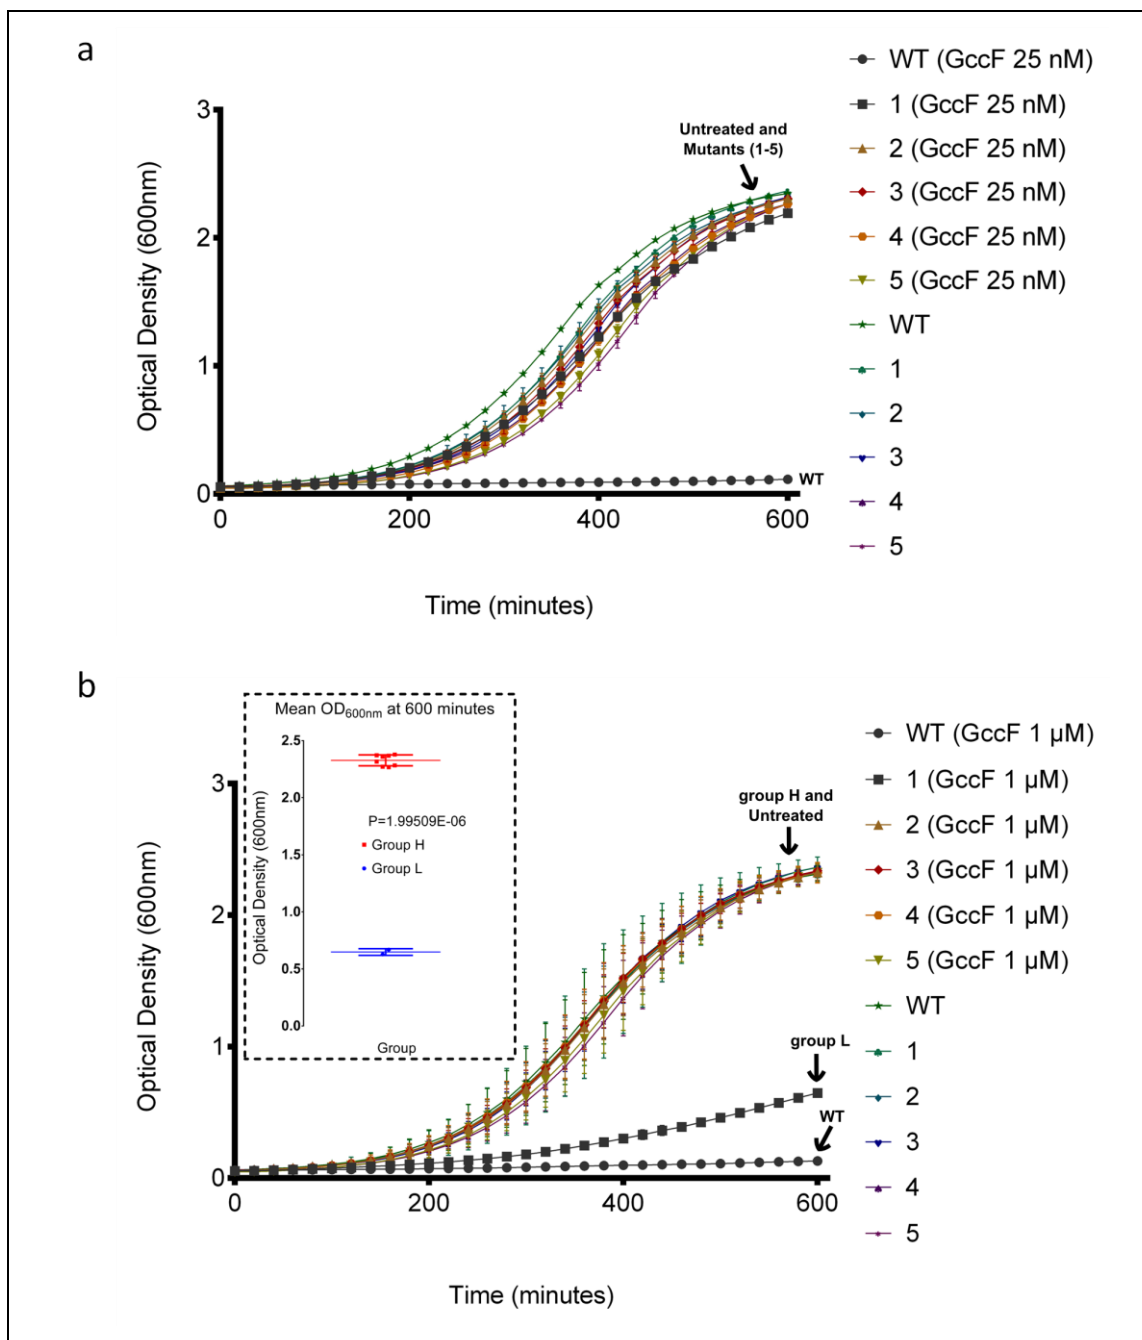 a
3
2
1
0
0
200
400
600
Optical Density (600nm)
Time (minutes)
Untreated and
Mutants (1-5)
WT
WT (GccF 25 nM)
1 (GccF 25 nM)
2 (GccF 25 nM)
3 (GccF 25 nM)
4 (GccF 25 nM)
5 (GccF 25 nM)
WT
1
2
3
4
5
b
Mean OD600nm at 600 minutes
2.5
2.0
1.5
1.0
0.5
0.0
Optical Density (600nm)
P=1.99509E-06
Group H
Group L
Group
3
2
1
0
0
200
400
600
Optical Density (600nm)
Time (minutes)
group H and
Untreated
group L
WT
WT (GccF 1 µM)
1 (GccF 1 µM)
2 (GccF 1 µM)
3 (GccF 1 µM)
4 (GccF 1 µM)
5 (GccF 1 µM)
WT
1
2
3
4
5